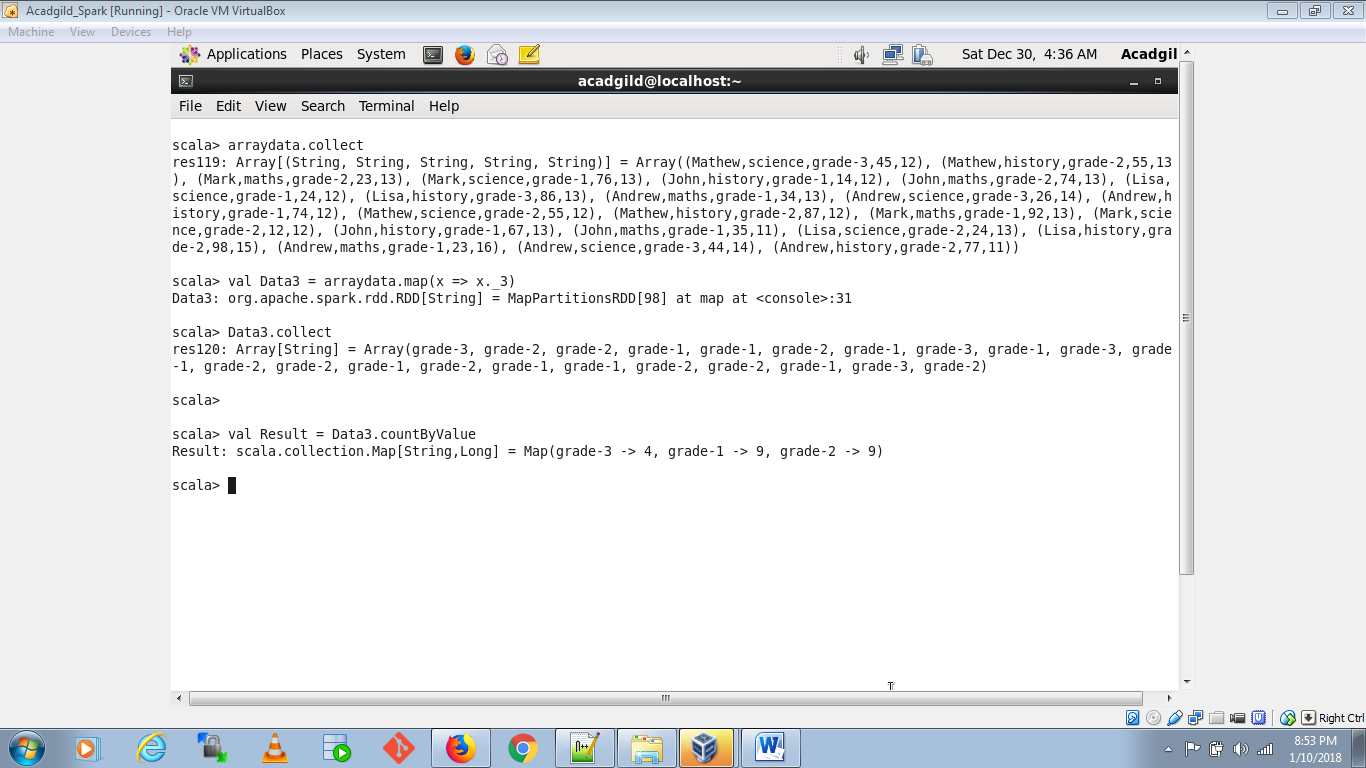 Acadgild_Spark [Running] - Oracle VM VirtualBox
Machine View Devices Help
Applications Places System Sat Dec 30, 4:36 AM Acadgil
acadgild@localhost:~
File Edit View Search Terminal Help
scala> arraydata.collect
res119: Array[(String, String, String, String, String)] = Array((Mathew,science,grade-3,45,12), (Mathew,history,grade-2,55,13
), (Mark,maths,grade-2,23,13), (Mark,science,grade-1,76,13), (John,history,grade-1,14,12), (John,maths,grade-2,74,13), (Lisa,
science,grade-1,24,12), (Lisa,history,grade-3,86,13), (Andrew,maths,grade-1,34,13), (Andrew,science,grade-3,26,14), (Andrew,h
istory,grade-1,74,12), (Mathew,science,grade-2,55,12), (Mathew,history,grade-2,87,12), (Mark,maths,grade-1,92,13), (Mark,scie
nce,grade-2,12,12), (John,history,grade-1,67,13), (John,maths,grade-1,35,11), (Lisa,science,grade-2,24,13), (Lisa,history,gra
de-2,98,15), (Andrew,maths,grade-1,23,16), (Andrew,science,grade-3,44,14), (Andrew,history,grade-2,77,11))
scala> val Data3 = arraydata.map(x => x._3)
Data3: org.apache.spark.rdd.RDD[String] = MapPartitionsRDD[98] at map at <console>:31
scala> Data3.collect
res120: Array[String] = Array(grade-3, grade-2, grade-2, grade-1, grade-1, grade-2, grade-1, grade-3, grade-1, grade-3, grade
-1, grade-2, grade-2, grade-1, grade-2, grade-1, grade-1, grade-2, grade-2, grade-1, grade-3, grade-2)
scala>
scala> val Result = Data3.countByValue
Result: scala.collection.Map[String,Long] = Map(grade-3 -> 4, grade-1 -> 9, grade-2 -> 9)
scala>
Right Ctrl
8:53 PM
1/10/2018